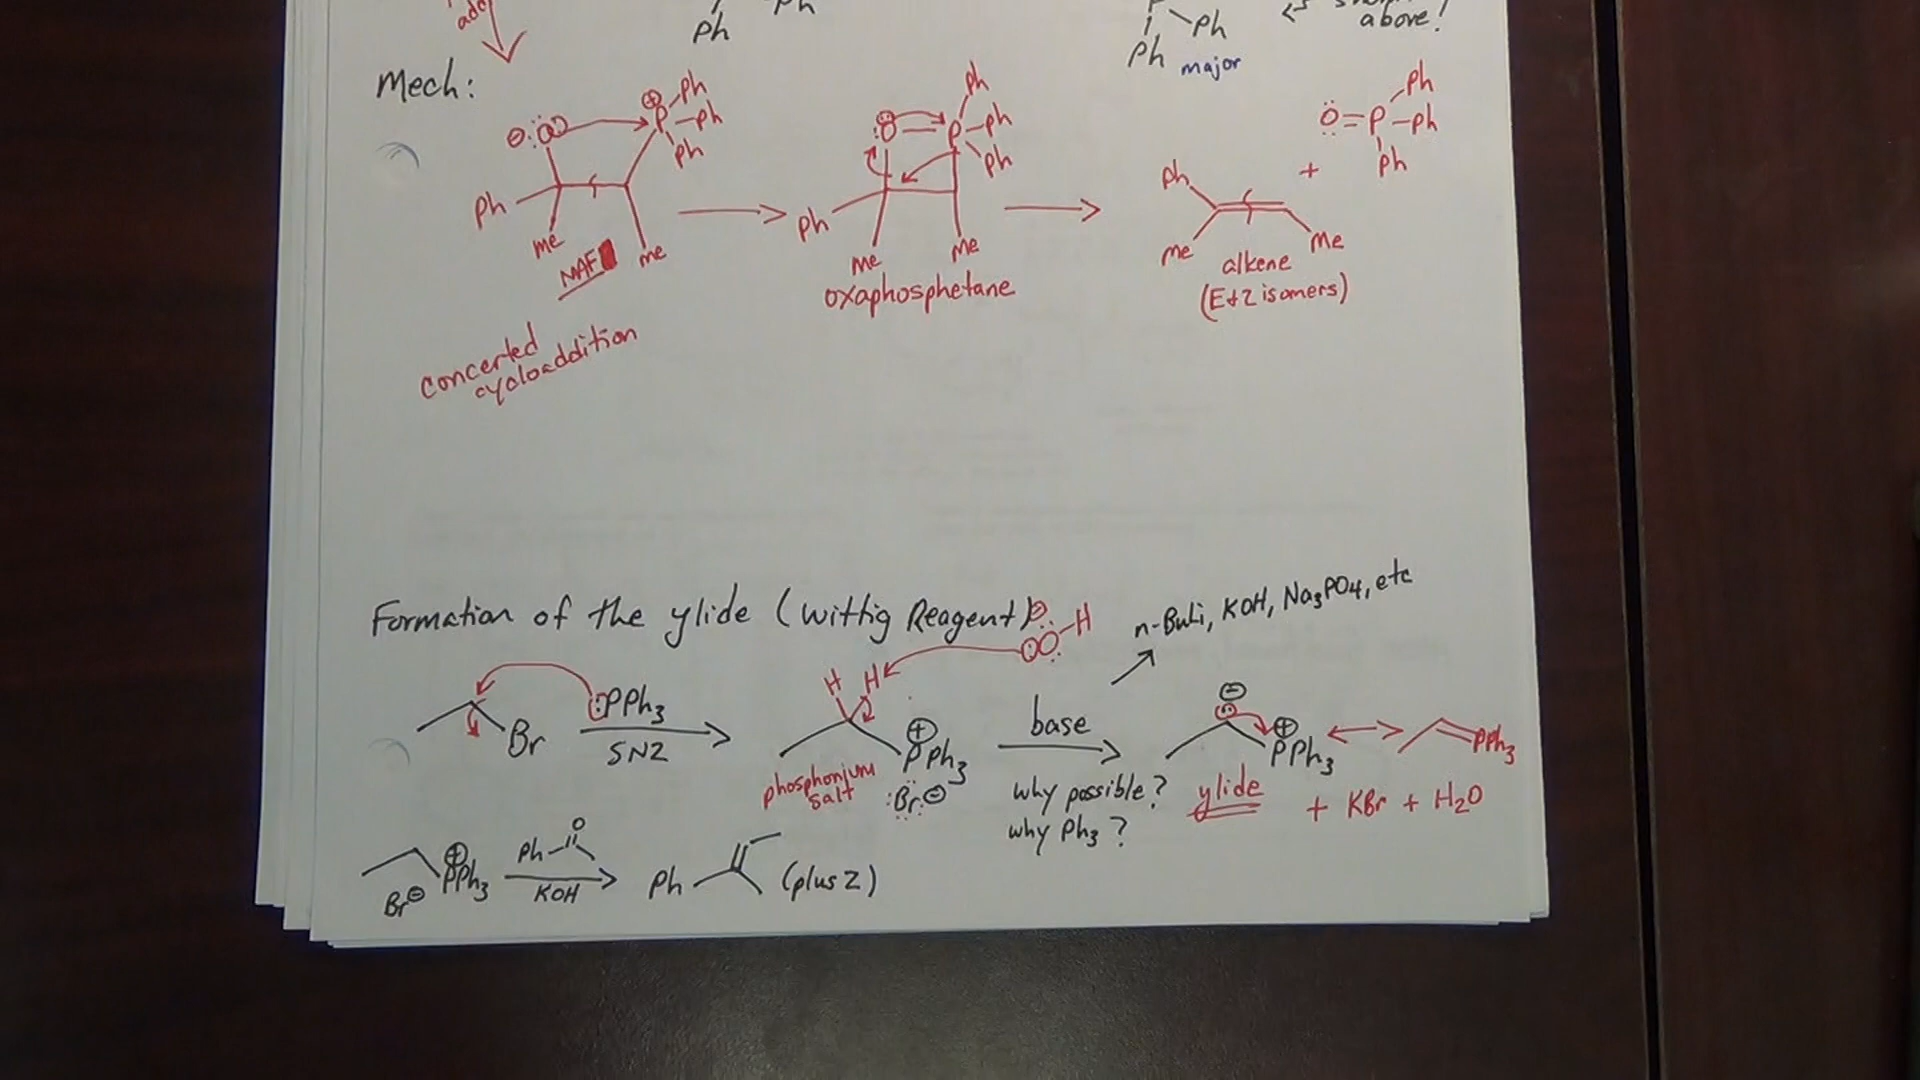 Ph Ph
above!
Ph Ph
major
Mech:
⊖:O: ⊕P Ph Ph Ph
Ph Me Me
MAF
:O: P Ph Ph Ph
Ph Me Me
oxaphosphetane
Ph Me Me
alkene
(E+Z isomers)
+ Ö=P Ph Ph Ph
concerted
cycloaddition
Formation of the ylide (Wittig Reagent)
⊖ O-H
n-BuLi, KOH, Na3PO4, etc
Br :PPh3
SN2
H H ⊕PPh3
phosphonium
salt :Br:⊖
base
why possible?
why Ph3?
⊖ ⊕PPh3 ↔ PPh3
ylide + KBr + H2O
⊕PPh3 Br⊖
Ph O
KOH
Ph (plus Z)